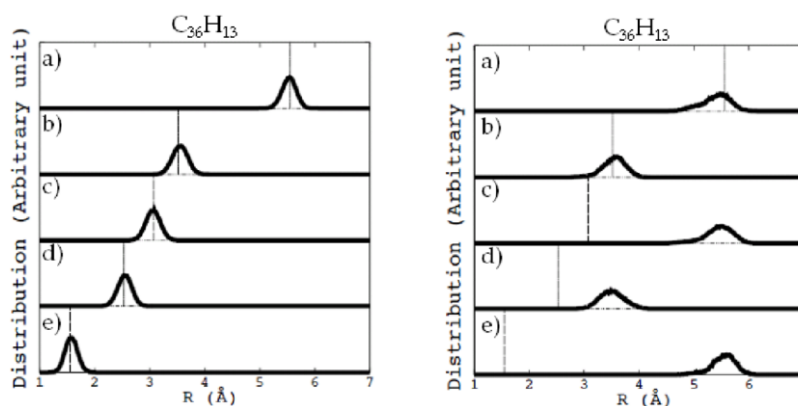 C36H13
Distribution (Arbitrary unit)
a)
b)
c)
d)
e)
1 2 3 4 5 6 7
R (Å)
C36H13
Distribution (Arbitrary unit)
a)
b)
c)
d)
e)
1 2 3 4 5 6
R (Å)